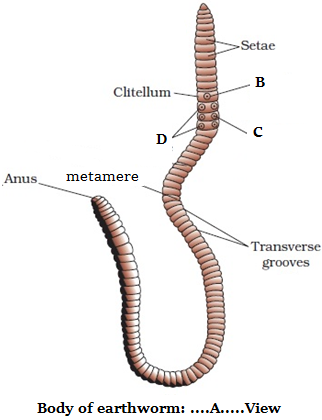 Setae
B
Clitellum
D
C
Anus
metamere
Transverse
grooves
Body of earthworm: ....A.....View